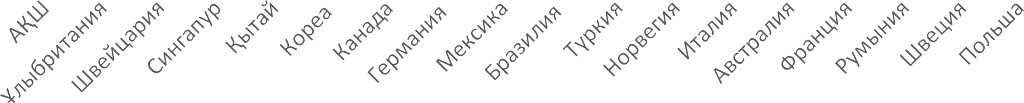 АҚШ
Ұлыбритания
Швейцария
Сингапур
Қытай
Корея
Канада
Германия
Мексика
Бразилия
Түркия
Норвегия
Италия
Австралия
Франция
Румыния
Швеция
Польша